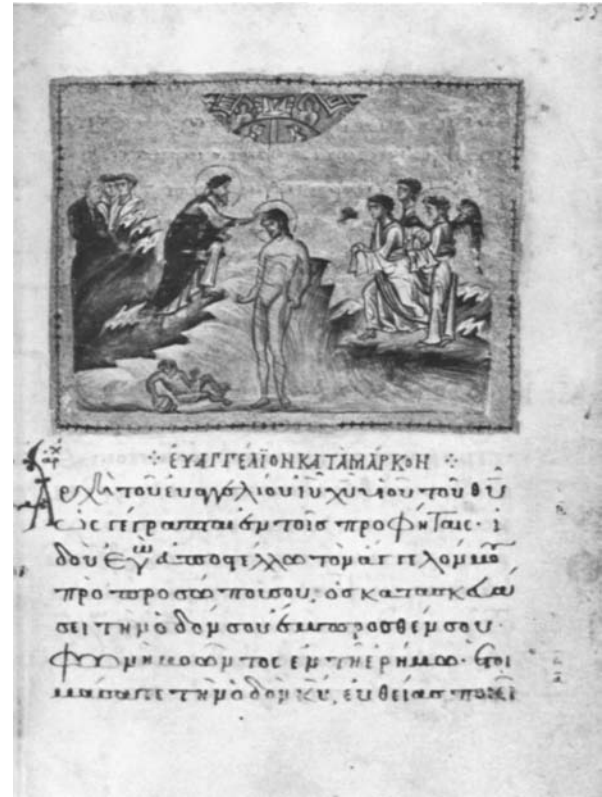 95
ΕΥΑΓΓΕΛΙΟΝ ΚΑΤΑ ΜΑΡΚΟΝ
Αρχὴ τοῦ εὐαγγελίου ἰυ χυ υἱοῦ τοῦ θυ
ὡς γέγραπται ἐν τοῖς προφήταις· ἰ
δοὺ ἐγὼ ἀποστέλλω τὸν ἄγγελόν μου
πρὸ προσώπου σου, ὃς κατασκευά
σει τὴν ὁδόν σου ἔμπροσθέν σου·
φωνὴ βοῶντος ἐν τῇ ἐρήμῳ· ἑτοι
μάσατε τὴν ὁδὸν κυ, εὐθείας ποιεῖ